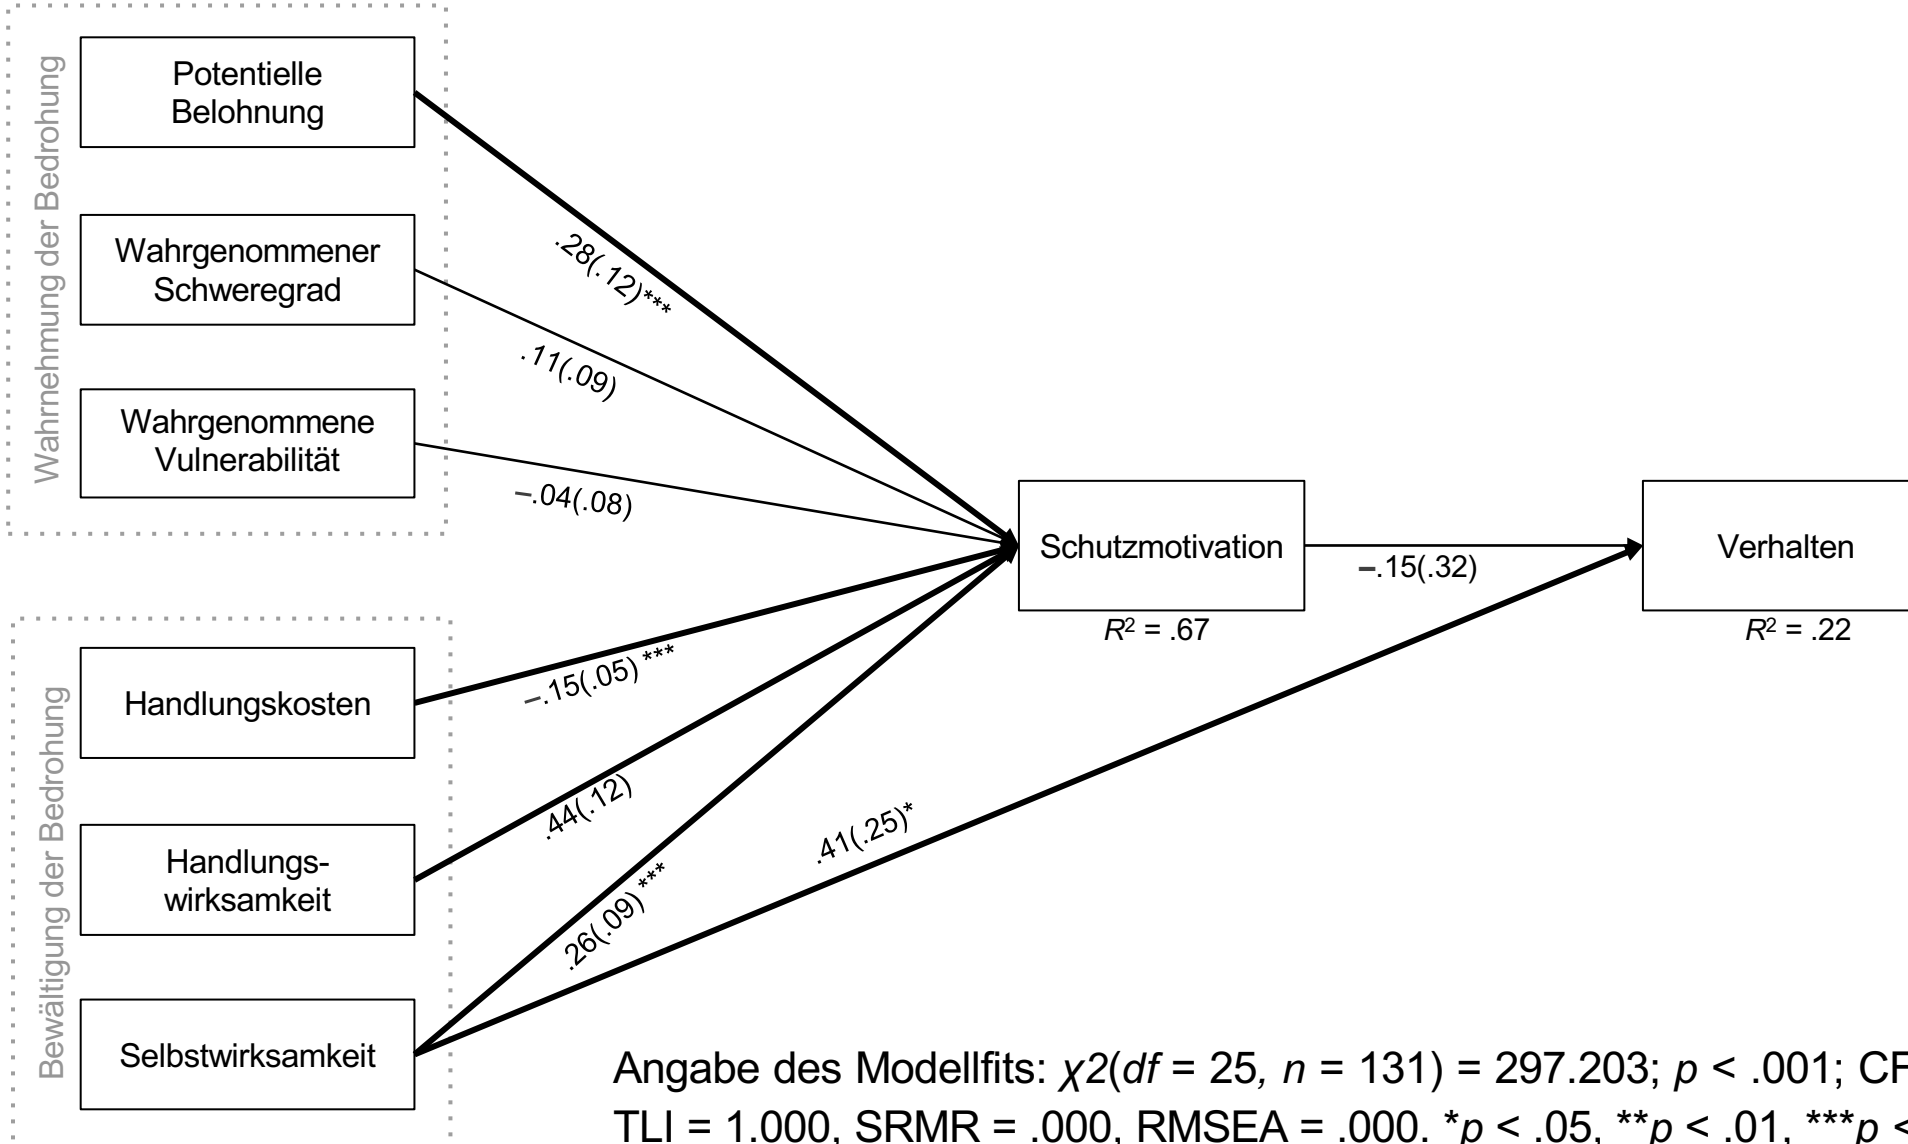 Wahrnehmung der Bedrohung
Potentielle
Belohnung
Wahrgenommener
Schweregrad
Wahrgenommene
Vulnerabilität
.28(.12)***
.11(.09)
–.04(.08)
Schutzmotivation
R² = .67
–.15(.32)
Verhalten
R² = .22
Bewältigung der Bedrohung
Handlungskosten
Handlungs-
wirksamkeit
Selbstwirksamkeit
–.15(.05) ***
.44(.12)
.26(.09) ***
.41(.25)*
Angabe des Modellfits: χ2(df = 25, n = 131) = 297.203; p < .001; CF
TLI = 1.000, SRMR = .000, RMSEA = .000. *p < .05, **p < .01, ***p <